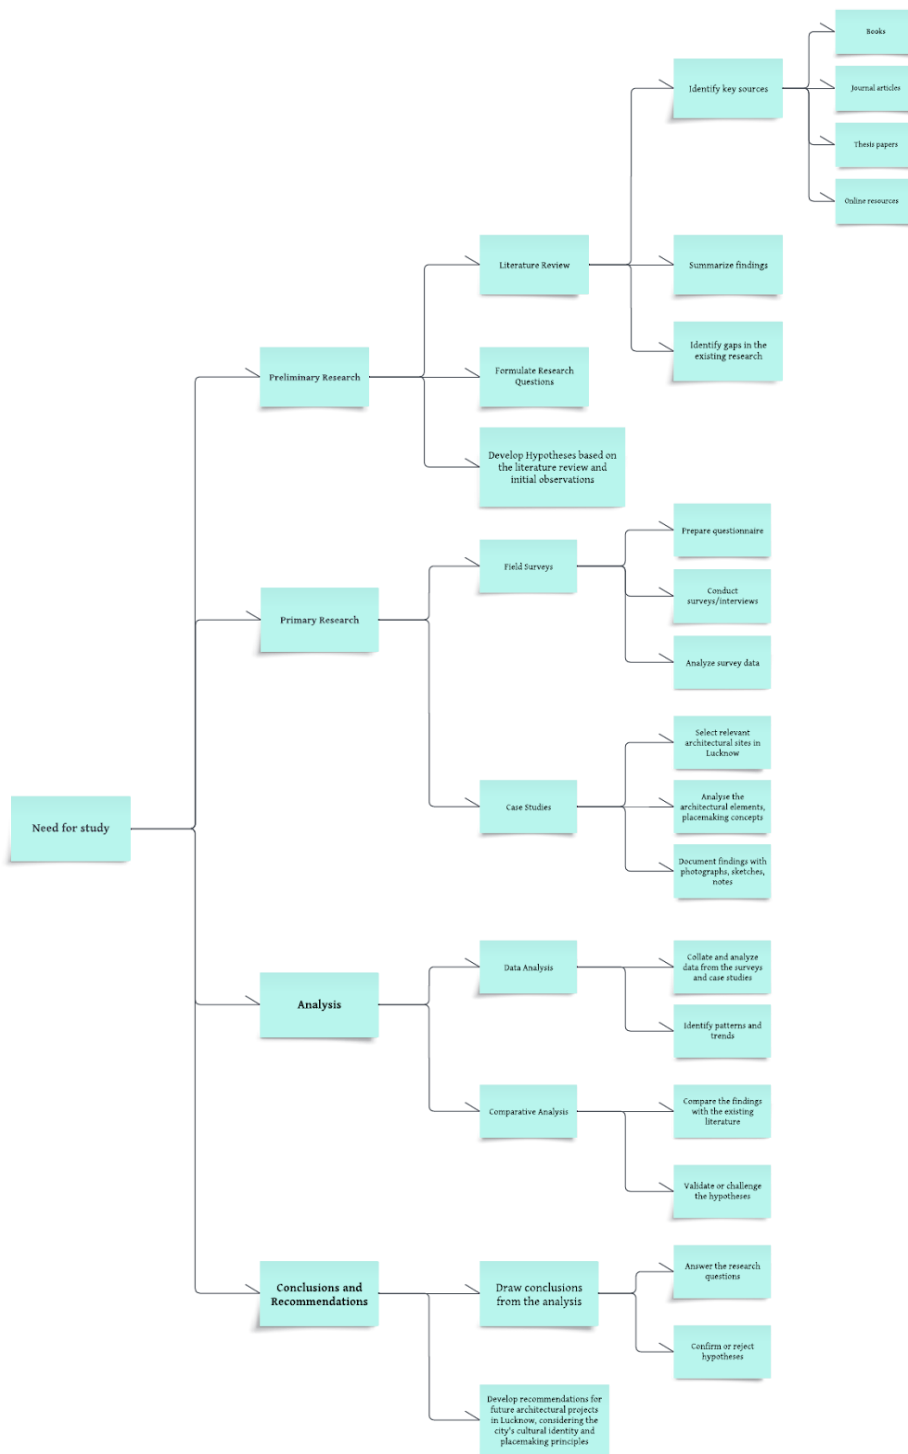 Books
Identify key sources
Journal articles
Thesis papers
Online resources
Literature Review
Summarize findings
Identify gaps in the
existing research
Preliminary Research
Formulate Research
Questions
Develop Hypotheses based on
the literature review and
initial observations
Prepare questionnaire
Field Surveys
Conduct
surveys/interviews
Primary Research
Analyze survey data
Select relevant
architectural sites in
Lucknow
Case Studies
Analyse the
architectural elements,
placemaking concepts
Need for study
Document findings with
photographs, sketches,
notes
Data Analysis
Collate and analyze
data from the surveys
and case studies
Analysis
Identify patterns and
trends
Comparative Analysis
Compare the findings
with the existing
literature
Validate or challenge
the hypotheses
Conclusions and
Recommendations
Draw conclusions
from the analysis
Answer the research
questions
Confirm or reject
hypotheses
Develop recommendations for
future architectural projects
in Lucknow, considering the
city's cultural identity and
placemaking principles